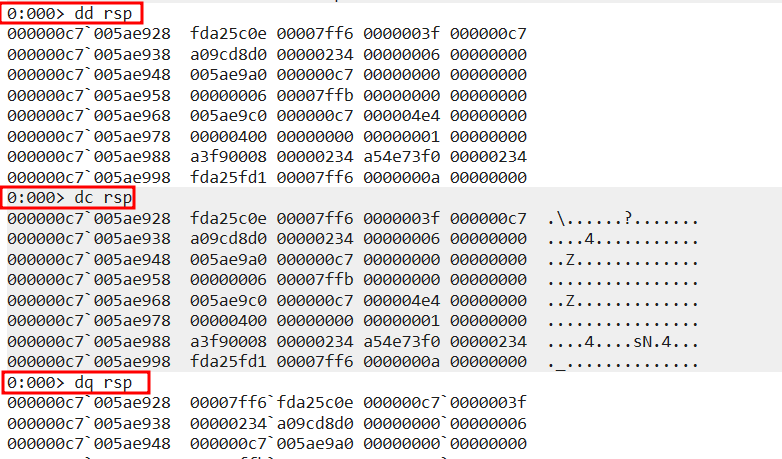 0:000> dd rsp
000000c7`005ae928  fda25c0e 00007ff6 0000003f 000000c7
000000c7`005ae938  a09cd8d0 00000234 00000006 00000000
000000c7`005ae948  005ae9a0 000000c7 00000000 00000000
000000c7`005ae958  00000006 00007ffb 00000000 00000000
000000c7`005ae968  005ae9c0 000000c7 000004e4 00000000
000000c7`005ae978  00000400 00000000 00000001 00000000
000000c7`005ae988  a3f90008 00000234 a54e73f0 00000234
000000c7`005ae998  fda25fd1 00007ff6 0000000a 00000000
0:000> dc rsp
000000c7`005ae928  fda25c0e 00007ff6 0000003f 000000c7  .\......?.......
000000c7`005ae938  a09cd8d0 00000234 00000006 00000000  ....4...........
000000c7`005ae948  005ae9a0 000000c7 00000000 00000000  ..Z.............
000000c7`005ae958  00000006 00007ffb 00000000 00000000  ................
000000c7`005ae968  005ae9c0 000000c7 000004e4 00000000  ..Z.............
000000c7`005ae978  00000400 00000000 00000001 00000000  ................
000000c7`005ae988  a3f90008 00000234 a54e73f0 00000234  ....4....sN.4...
000000c7`005ae998  fda25fd1 00007ff6 0000000a 00000000  ._..............
0:000> dq rsp
000000c7`005ae928  00007ff6`fda25c0e 000000c7`0000003f
000000c7`005ae938  00000234`a09cd8d0 00000000`00000006
000000c7`005ae948  000000c7`005ae9a0 00000000`00000000